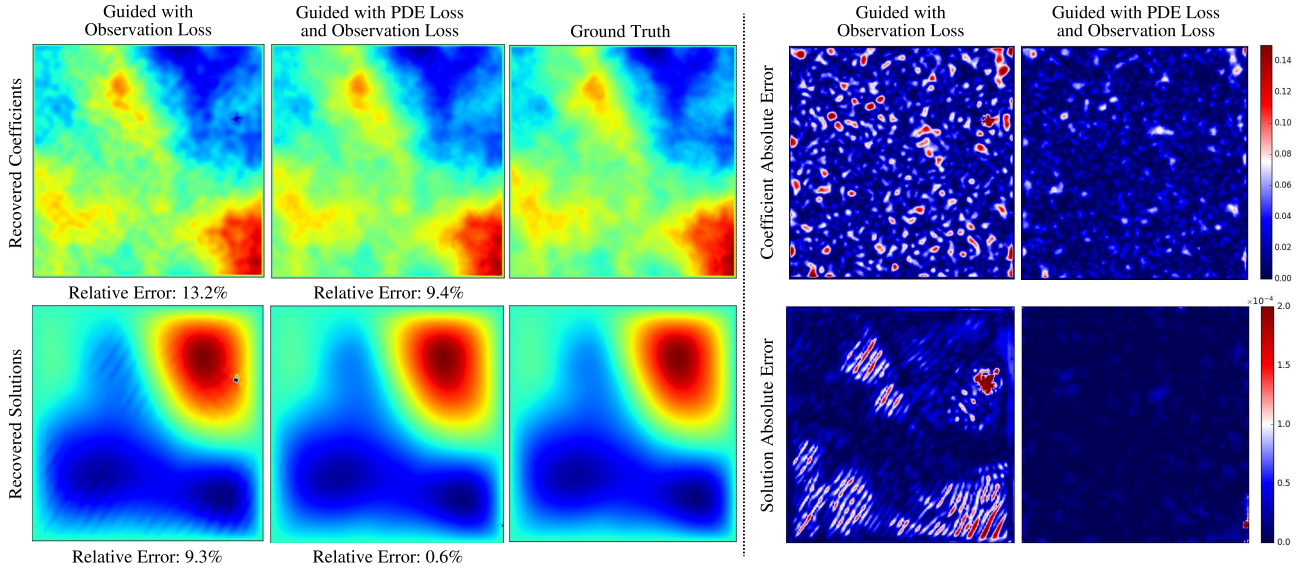 Guided with
Observation Loss
Guided with PDE Loss
and Observation Loss
Ground Truth
Guided with
Observation Loss
Guided with PDE Loss
and Observation Loss
Recovered Coefficients
Coefficient Absolute Error
0.14
0.12
0.10
0.08
0.06
0.04
0.02
0.00
Relative Error: 13.2%
Relative Error: 9.4%
Recovered Solutions
Solution Absolute Error
×10⁻⁴
2.0
1.5
1.0
0.5
0.0
Relative Error: 9.3%
Relative Error: 0.6%